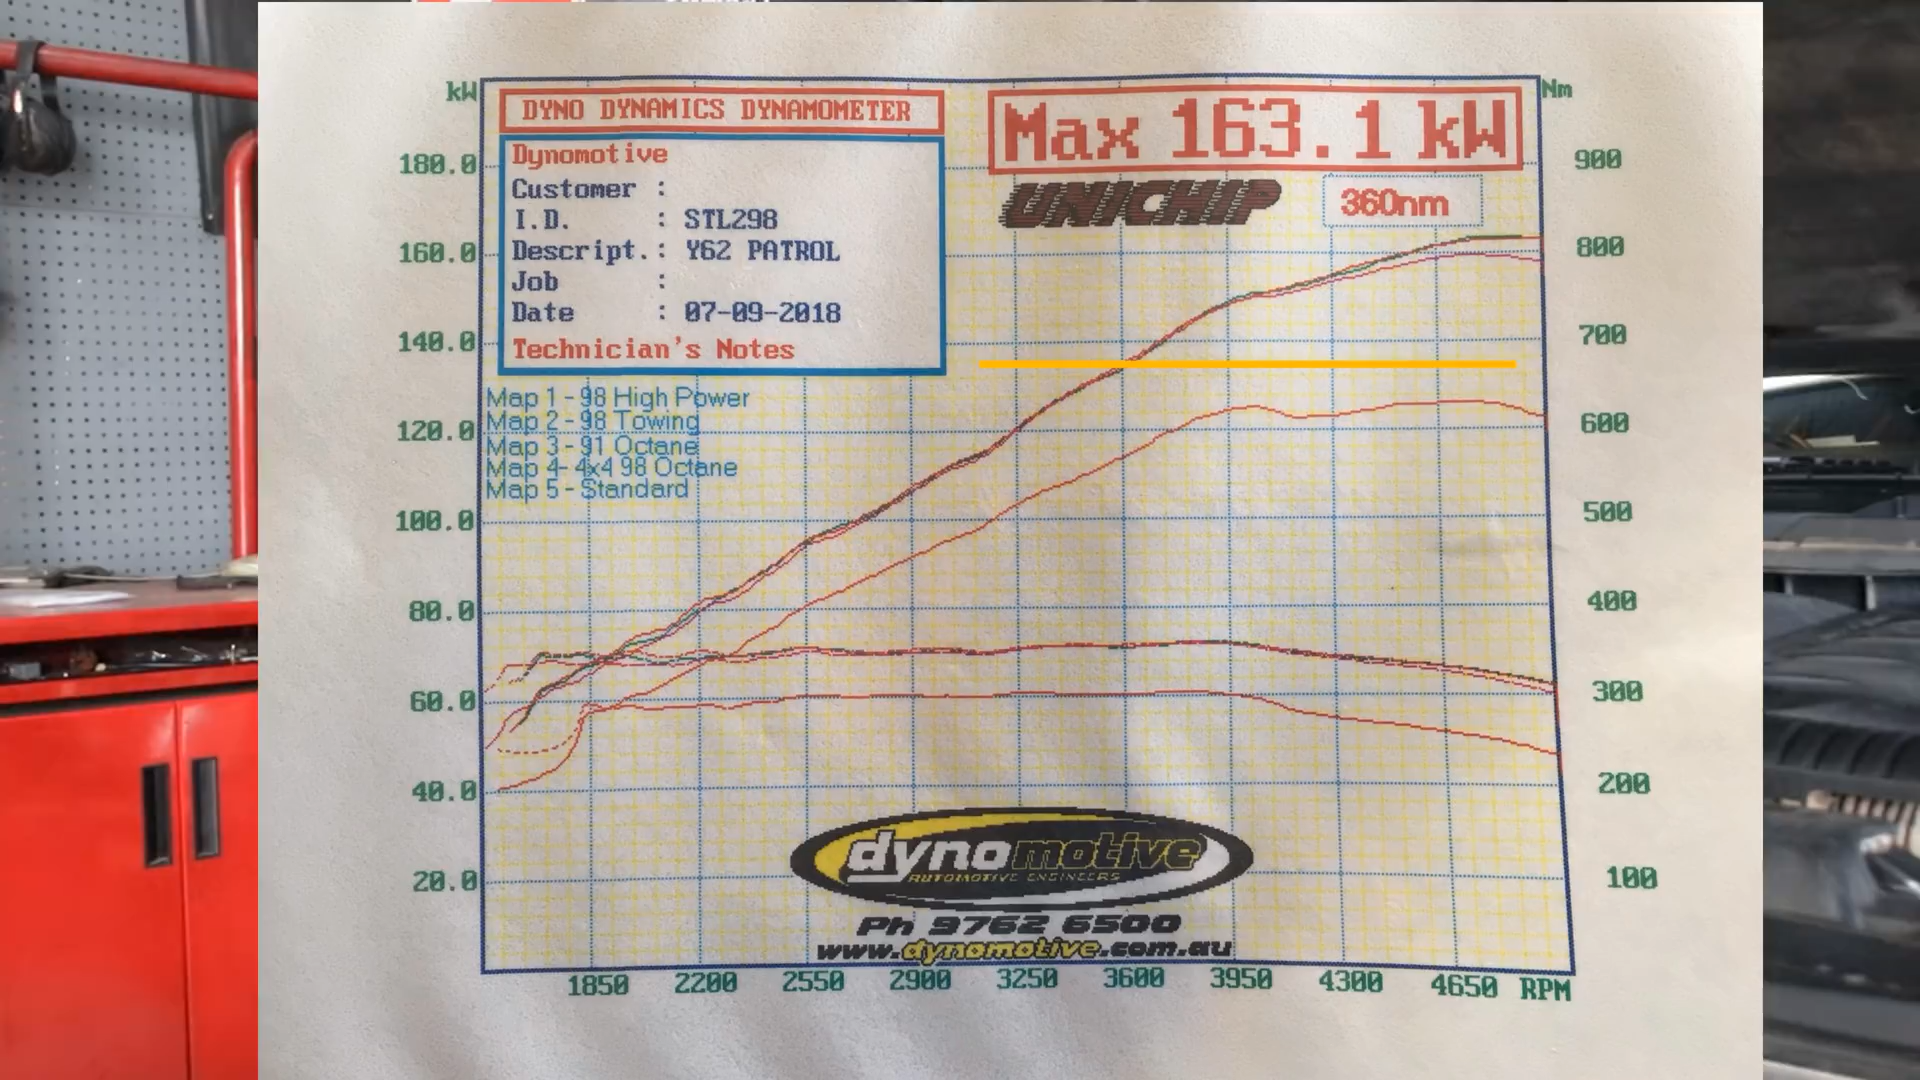 kW
Nm
DYNO DYNAMICS DYNAMOMETER
Max 163.1 kW
Dynomotive
Customer :
I.D. : STL298
Descript.: Y62 PATROL
Job :
Date : 07-09-2018
Technician's Notes
UNICHIP
360nm
Map 1 - 98 High Power
Map 2 - 98 Towing
Map 3 - 91 Octane
Map 4- 4x4 98 Octane
Map 5 - Standard
180.0
160.0
140.0
120.0
100.0
80.0
60.0
40.0
20.0
900
800
700
600
500
400
300
200
100
dynomotive
AUTOMOTIVE ENGINEERS
Ph 9762 6500
www.dynomotive.com.au
1850 2200 2550 2900 3250 3600 3950 4300 4650 RPM